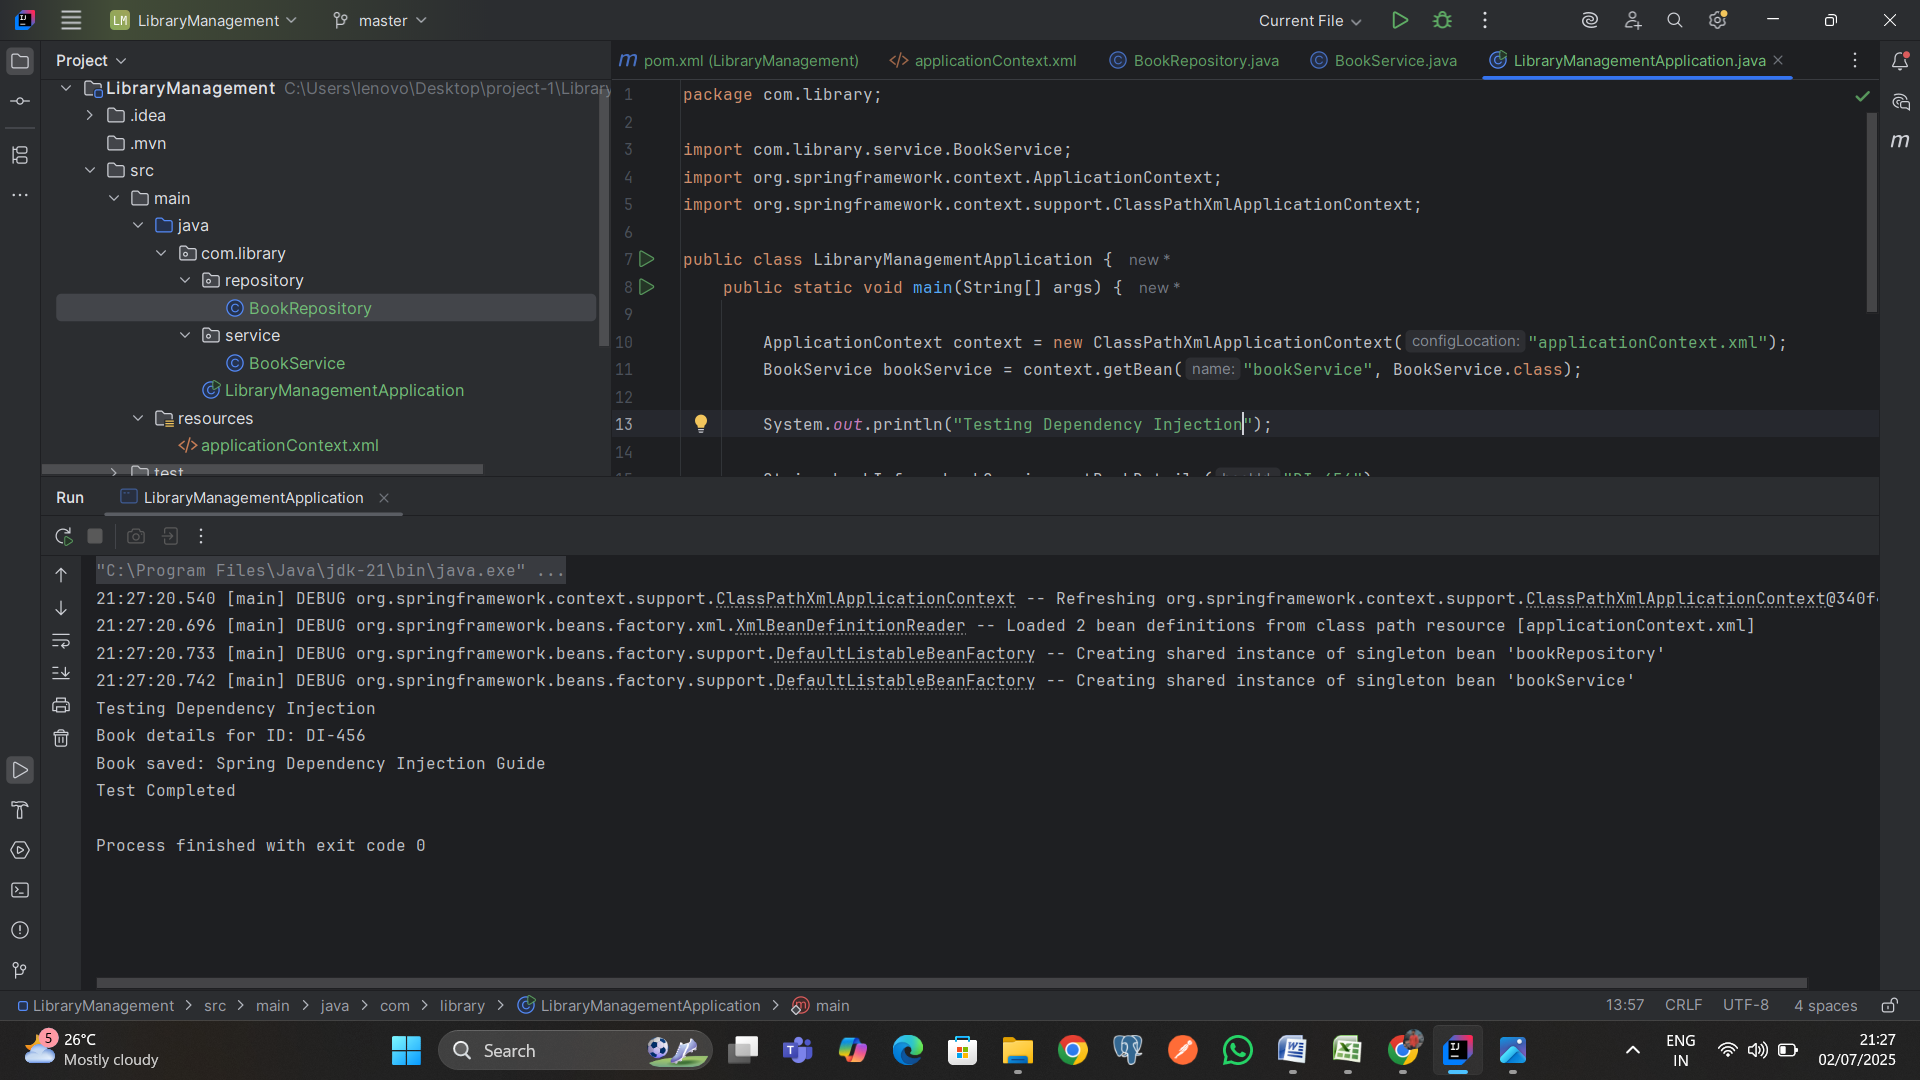 LM LibraryManagement master Current File
Project
pom.xml (LibraryManagement) applicationContext.xml BookRepository.java BookService.java LibraryManagementApplication.java
LibraryManagement C:\Users\lenovo\Desktop\project-1\Library
.idea
.mvn
src
main
java
com.library
repository
BookRepository
service
BookService
LibraryManagementApplication
resources
applicationContext.xml
test
1 package com.library;
2
3 import com.library.service.BookService;
4 import org.springframework.context.ApplicationContext;
5 import org.springframework.context.support.ClassPathXmlApplicationContext;
6
7 public class LibraryManagementApplication { new *
8 public static void main(String[] args) { new *
9
10 ApplicationContext context = new ClassPathXmlApplicationContext( configLocation: "applicationContext.xml");
11 BookService bookService = context.getBean( name: "bookService", BookService.class);
12
13 System.out.println("Testing Dependency Injection");
14
Run LibraryManagementApplication
"C:\Program Files\Java\jdk-21\bin\java.exe" ...
21:27:20.540 [main] DEBUG org.springframework.context.support.ClassPathXmlApplicationContext -- Refreshing org.springframework.context.support.ClassPathXmlApplicationContext@340f
21:27:20.696 [main] DEBUG org.springframework.beans.factory.xml.XmlBeanDefinitionReader -- Loaded 2 bean definitions from class path resource [applicationContext.xml]
21:27:20.733 [main] DEBUG org.springframework.beans.factory.support.DefaultListableBeanFactory -- Creating shared instance of singleton bean 'bookRepository'
21:27:20.742 [main] DEBUG org.springframework.beans.factory.support.DefaultListableBeanFactory -- Creating shared instance of singleton bean 'bookService'
Testing Dependency Injection
Book details for ID: DI-456
Book saved: Spring Dependency Injection Guide
Test Completed
Process finished with exit code 0
LibraryManagement > src > main > java > com > library > LibraryManagementApplication > main 13:57 CRLF UTF-8 4 spaces
5 26°C
Mostly cloudy
Search
ENG
IN
21:27
02/07/2025